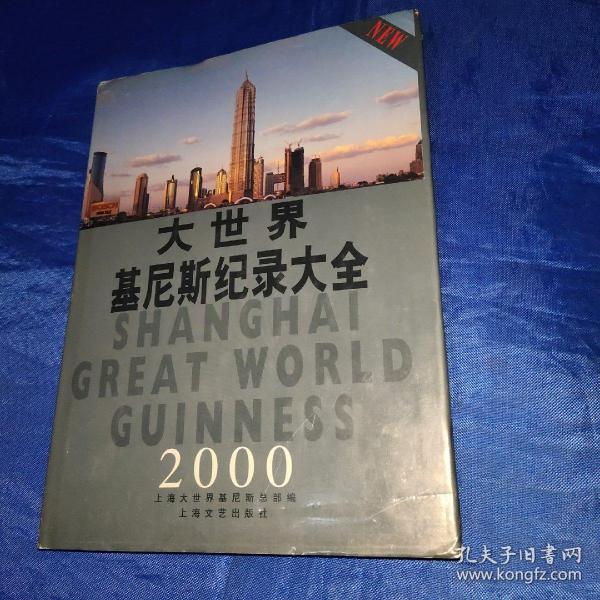 NEW
大世界
基尼斯纪录大全
SHANGHAI
GREAT WORLD
GUINNESS
2000
上海大世界基尼斯总部编
上海文艺出版社
孔夫子旧书网
www.kongfz.com